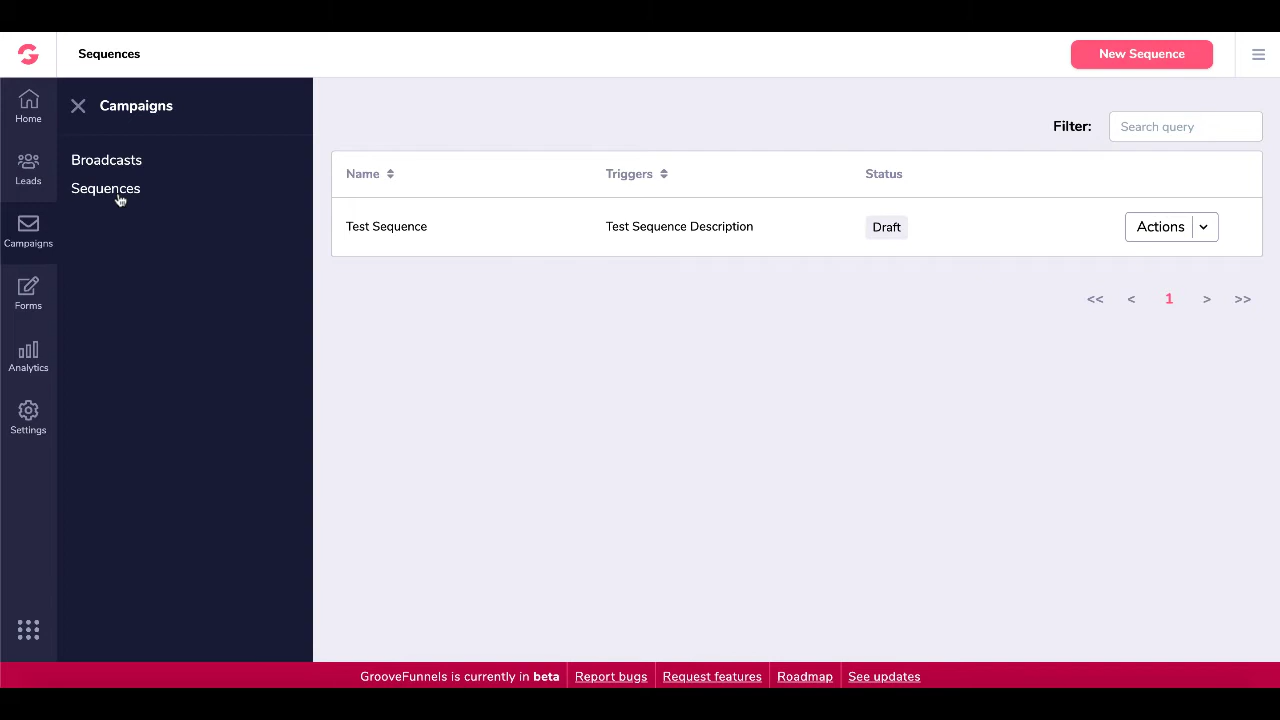 Sequences
New Sequence
Home
Leads
Campaigns
Forms
Analytics
Settings
Campaigns
Broadcasts
Sequences
Filter: Search query
Name Triggers Status
Test Sequence Test Sequence Description Draft Actions
<< < 1 > >>
GrooveFunnels is currently in beta Report bugs Request features Roadmap See updates